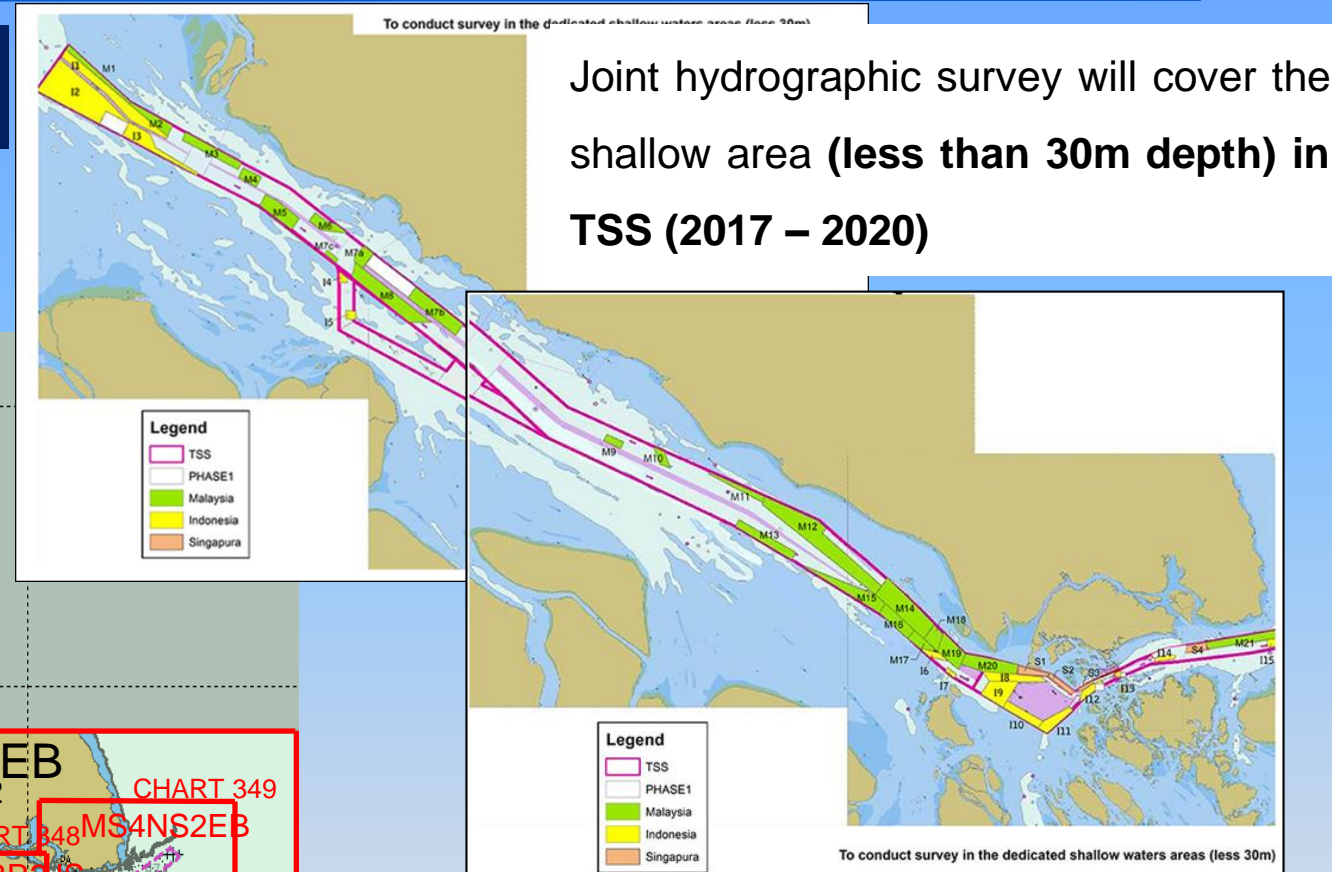 To conduct survey in the dedicated shallow waters areas (less 30m)
Joint hydrographic survey will cover the
shallow area (less than 30m depth) in
TSS (2017 – 2020)
I1
M1
I2
M2
I3
M3
M4
M5
M6
M7c
M7a
I4
M8
M7b
I5
Legend
TSS
PHASE1
Malaysia
Indonesia
Singapura
M9
M10
M11
M12
M13
M15
M14
M16
M18
M17
M19
I6
M20
I7
S1
S2
S3
I8
I9
I10
I11
I12
I13
I14
S4
M21
I15
Legend
TSS
PHASE1
Malaysia
Indonesia
Singapura
To conduct survey in the dedicated shallow waters areas (less 30m)
EB
CHART 349
348
MS4NS2EB